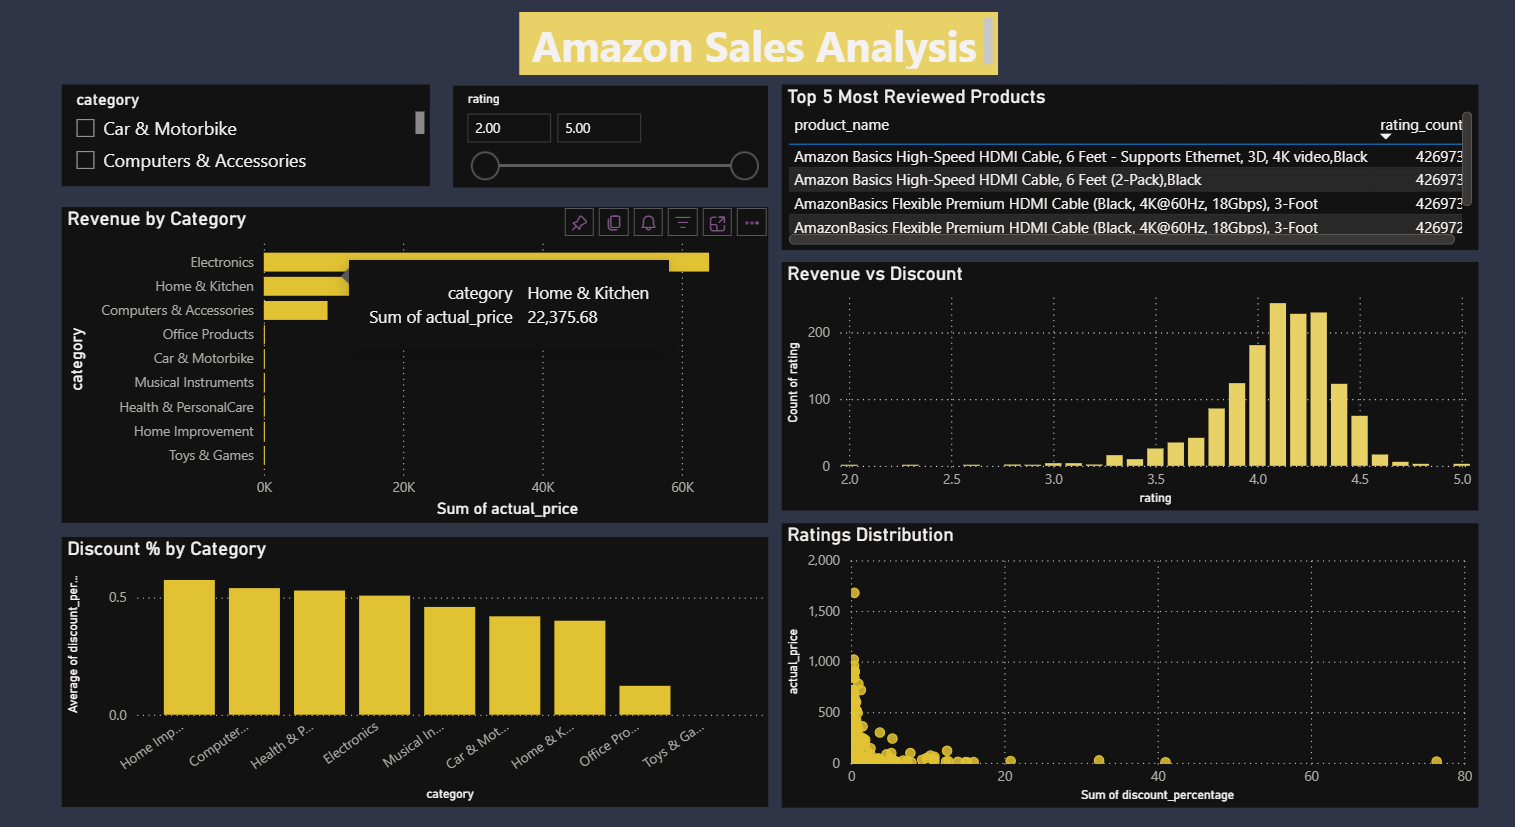 Amazon Sales Analysis
category
Car & Motorbike
Computers & Accessories
rating
2.00 5.00
Top 5 Most Reviewed Products
product_name rating_count
Amazon Basics High-Speed HDMI Cable, 6 Feet - Supports Ethernet, 3D, 4K video,Black 426973
Amazon Basics High-Speed HDMI Cable, 6 Feet (2-Pack),Black 426973
AmazonBasics Flexible Premium HDMI Cable (Black, 4K@60Hz, 18Gbps), 3-Foot 426973
AmazonBasics Flexible Premium HDMI Cable (Black, 4K@60Hz, 18Gbps), 3-Foot 426972
Revenue by Category
category
Electronics
Home & Kitchen
Computers & Accessories
Office Products
Car & Motorbike
Musical Instruments
Health & PersonalCare
Home Improvement
Toys & Games
category Home & Kitchen
Sum of actual_price 22,375.68
0K 20K 40K 60K
Sum of actual_price
Revenue vs Discount
Count of rating
200
100
0
2.0 2.5 3.0 3.5 4.0 4.5 5.0
rating
Discount % by Category
Average of discount_per...
0.5
0.0
Home Imp... Computer... Health & P... Electronics Musical In... Car & Mot... Home & K... Office Pro... Toys & Ga...
category
Ratings Distribution
actual_price
2,000
1,500
1,000
500
0
0 20 40 60 80
Sum of discount_percentage